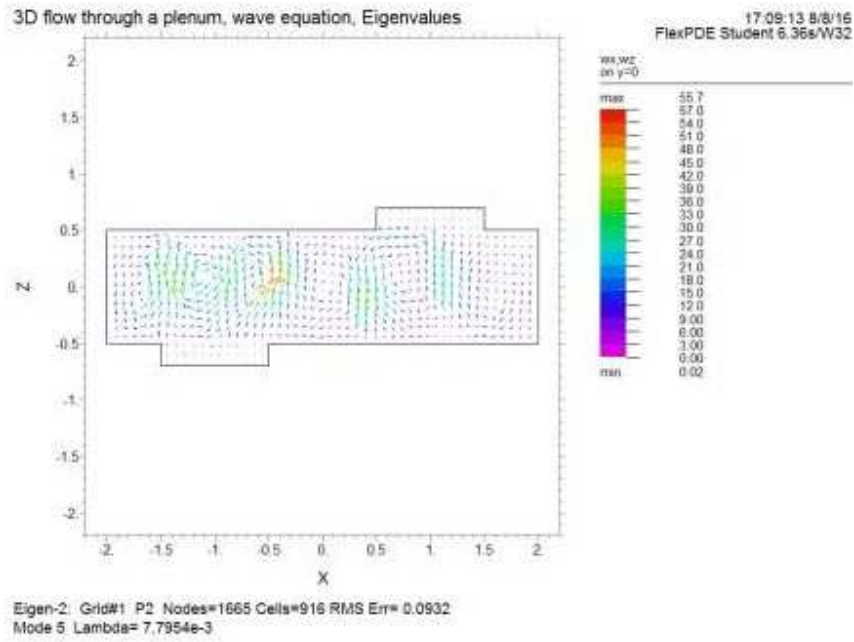 3D flow through a plenum, wave equation, Eigenvalues
17:09:13 8/8/16
FlexPDE Student 6.36s/W32
wx,wz
on y=0
max 55.7
57.0
54.0
51.0
48.0
45.0
42.0
39.0
36.0
33.0
30.0
27.0
24.0
21.0
18.0
15.0
12.0
9.00
6.00
3.00
0.00
min 0.02
2.
1.5
1.
0.5
0.
-0.5
-1.
-1.5
-2.
Z
-2. -1.5 -1. -0.5 0. 0.5 1. 1.5 2.
X
Eigen-2: Grid#1 P2 Nodes=1665 Cells=916 RMS Err= 0.0932
Mode 5 Lambda= 7.7954e-3